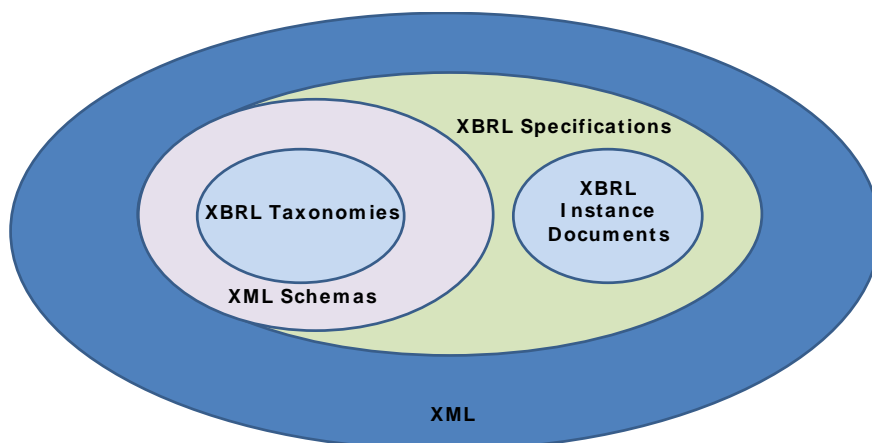 XBRL Specifications
XBRL Taxonomies
XBRL
Instance
Documents
XML Schemas
XML